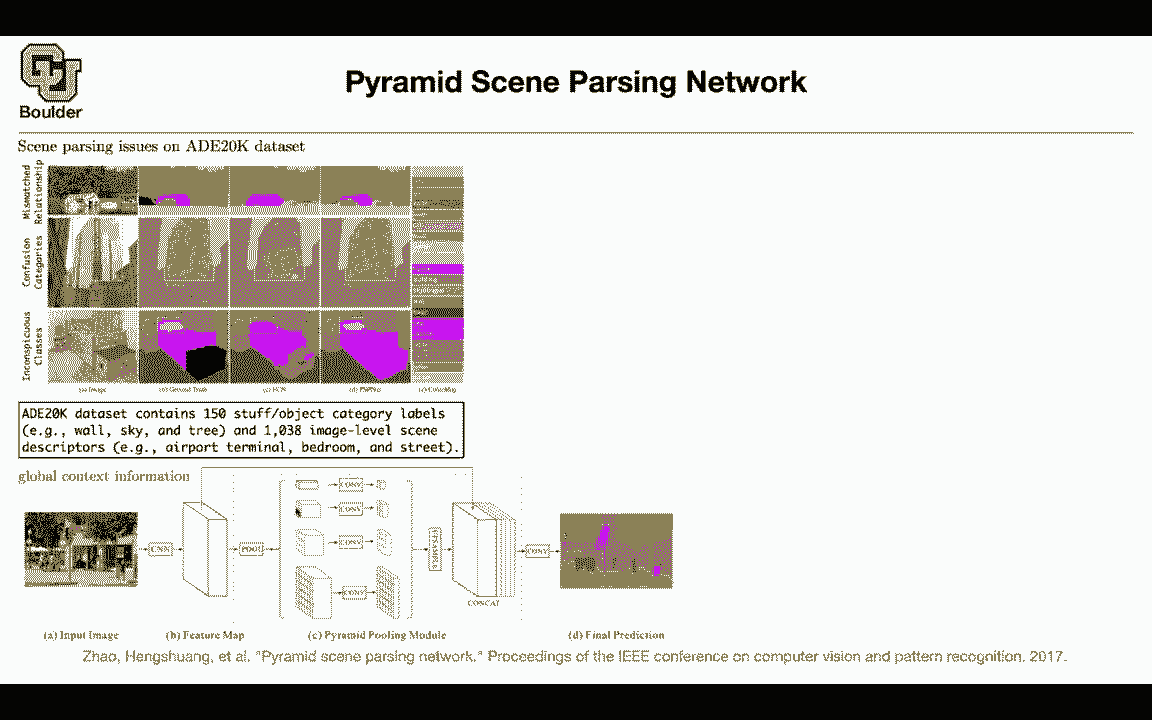 Boulder
Pyramid Scene Parsing Network
Scene parsing issues on ADE20K dataset
Mismatched
Relationship
Confusion
Categories
Inconspicuous
Classes
(a) Image
(b) Ground Truth
(c) FCN
(d) PSPNet
(e) Colormap
ADE20K dataset contains 150 stuff/object category labels
(e.g., wall, sky, and tree) and 1,038 image-level scene
descriptors (e.g., airport terminal, bedroom, and street).
global context information
CNN
POOL
CONV
CONV
CONV
CONV
UPSAMPLE
CONCAT
CONV
(a) Input Image
(b) Feature Map
(c) Pyramid Pooling Module
(d) Final Prediction
Zhao, Hengshuang, et al. "Pyramid scene parsing network." Proceedings of the IEEE conference on computer vision and pattern recognition. 2017.